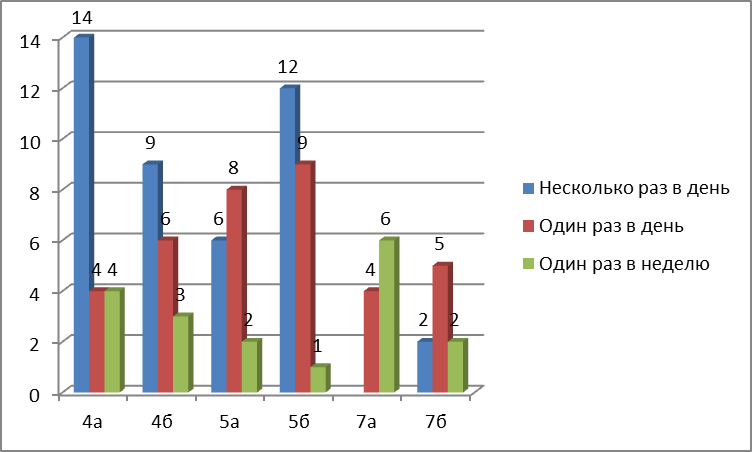 14
14
12
12
10
9
9
8
8
6
6
6
6
5
4
4
4
4
3
2
2
2
2
1
0
4а
4б
5а
5б
7а
7б
Несколько раз в день
Один раз в день
Один раз в неделю